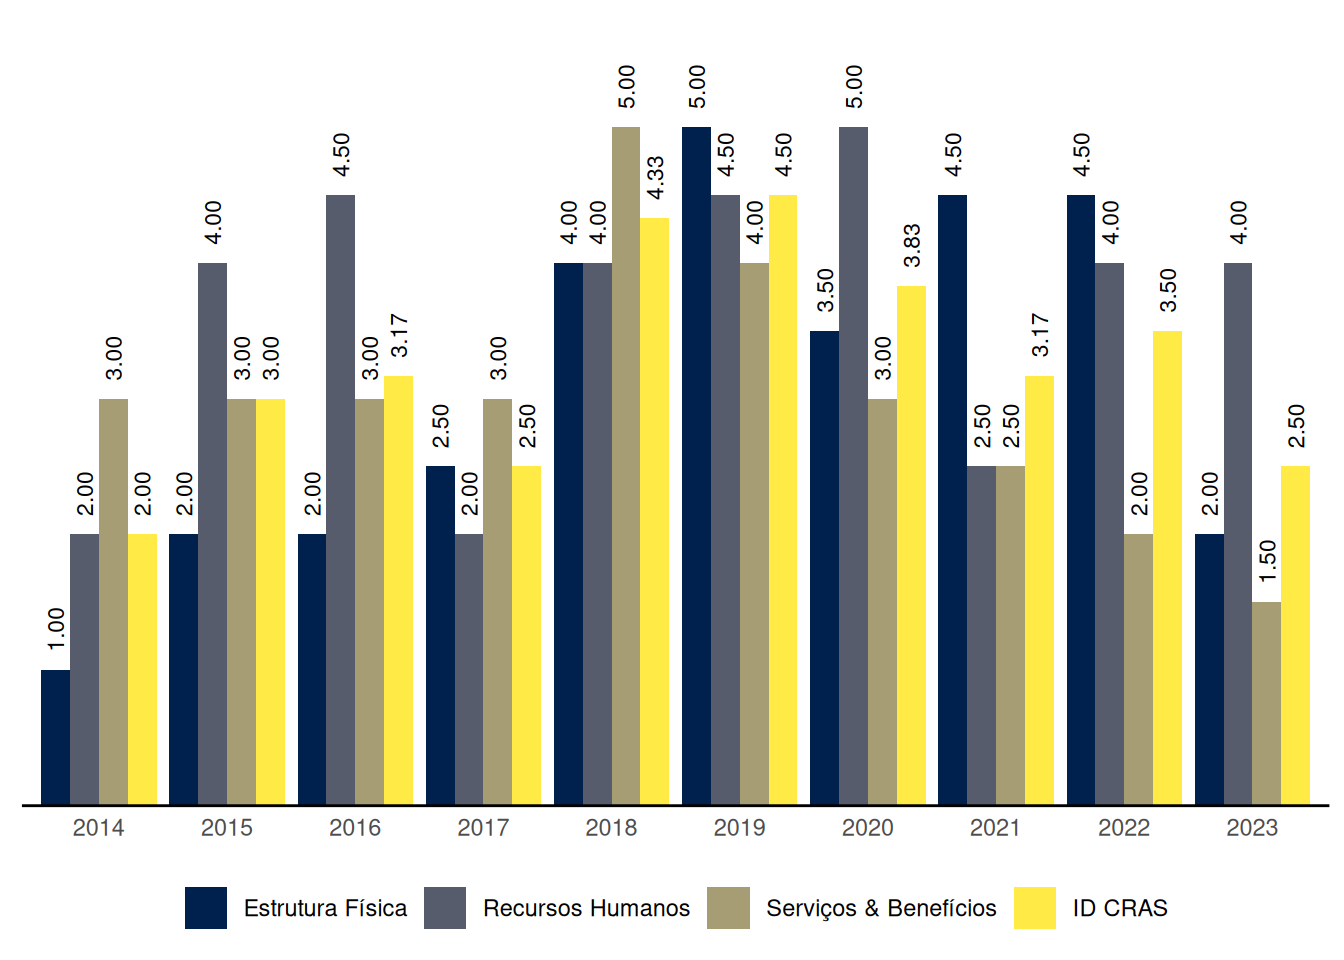 1.00 2.00 3.00 2.00
2.00 4.00 3.00 3.00
2.00 4.50 3.00 3.17
2.50 2.00 3.00 2.50
4.00 4.00 5.00 4.33
5.00 4.50 4.00 4.50
3.50 5.00 3.00 3.83
4.50 2.50 2.50 3.17
4.50 4.00 2.00 3.50
2.00 4.00 1.50 2.50
2014 2015 2016 2017 2018 2019 2020 2021 2022 2023
Estrutura Física Recursos Humanos Serviços & Benefícios ID CRAS